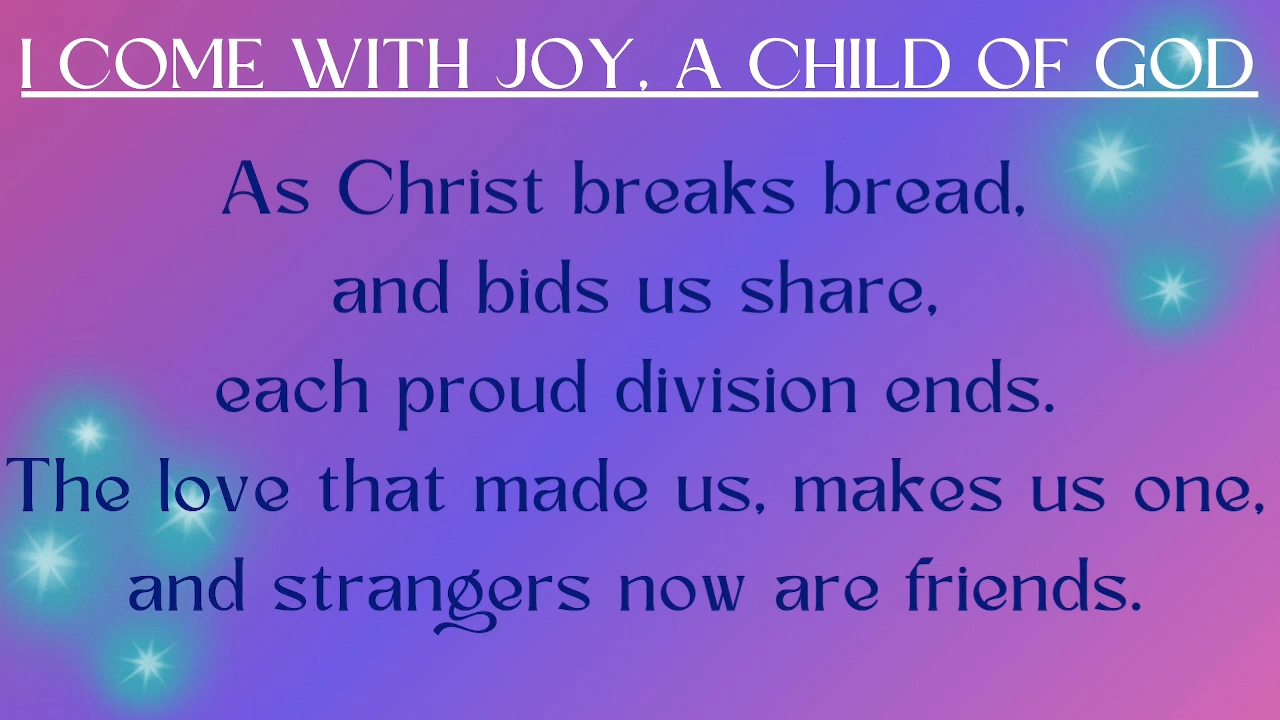 I COME WITH JOY, A CHILD OF GOD
As Christ breaks bread,
and bids us share,
each proud division ends.
The love that made us, makes us one,
and strangers now are friends.